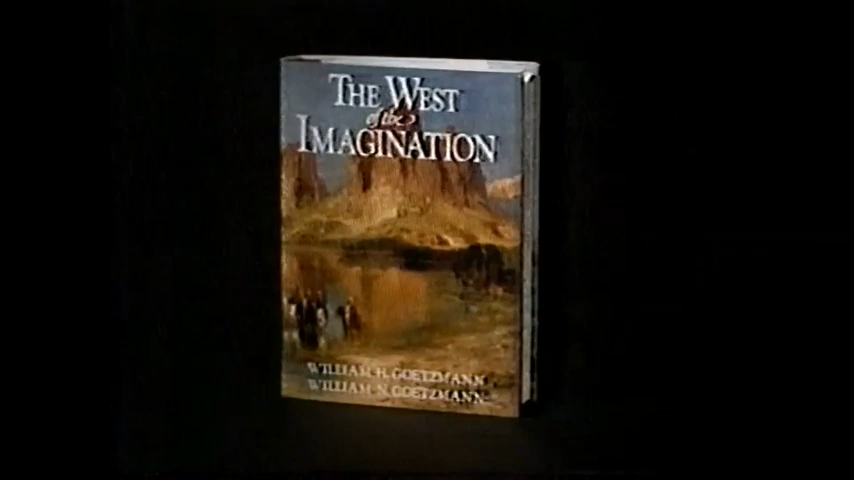 THE WEST
of the
IMAGINATION
WILLIAM H. GOETZMANN
WILLIAM N. GOETZMANN